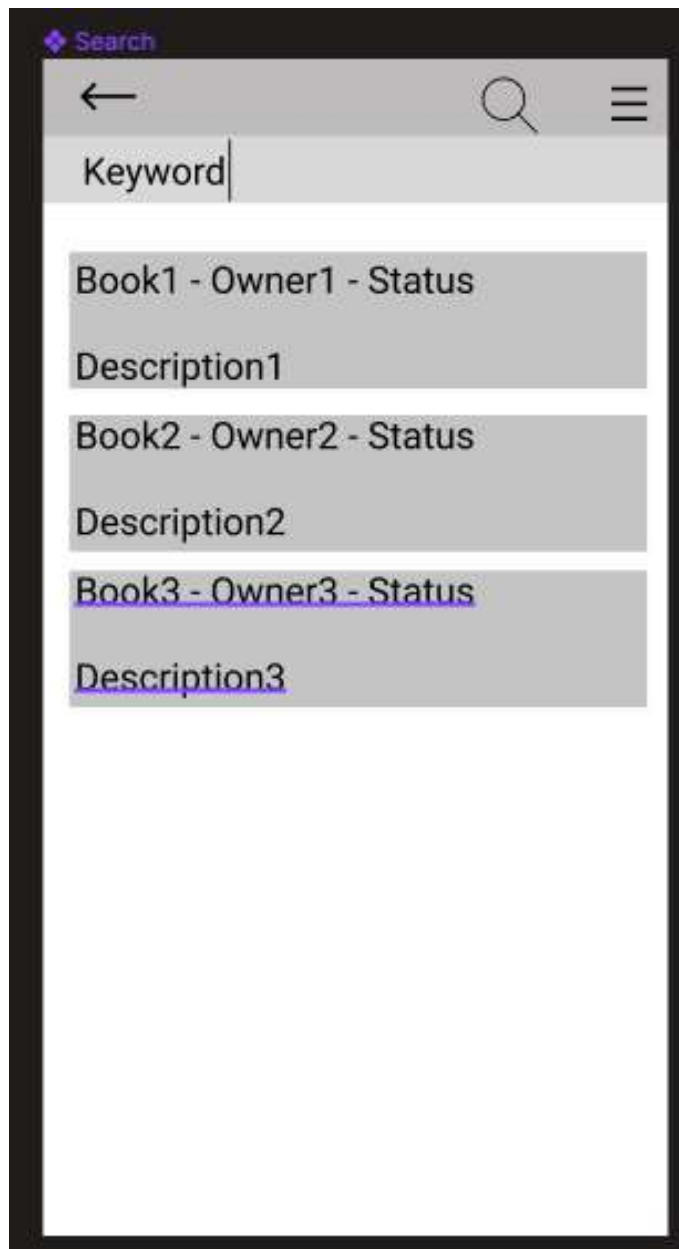 Search
Keyword
Book1 - Owner1 - Status
Description1
Book2 - Owner2 - Status
Description2
Book3 - Owner3 - Status
Description3